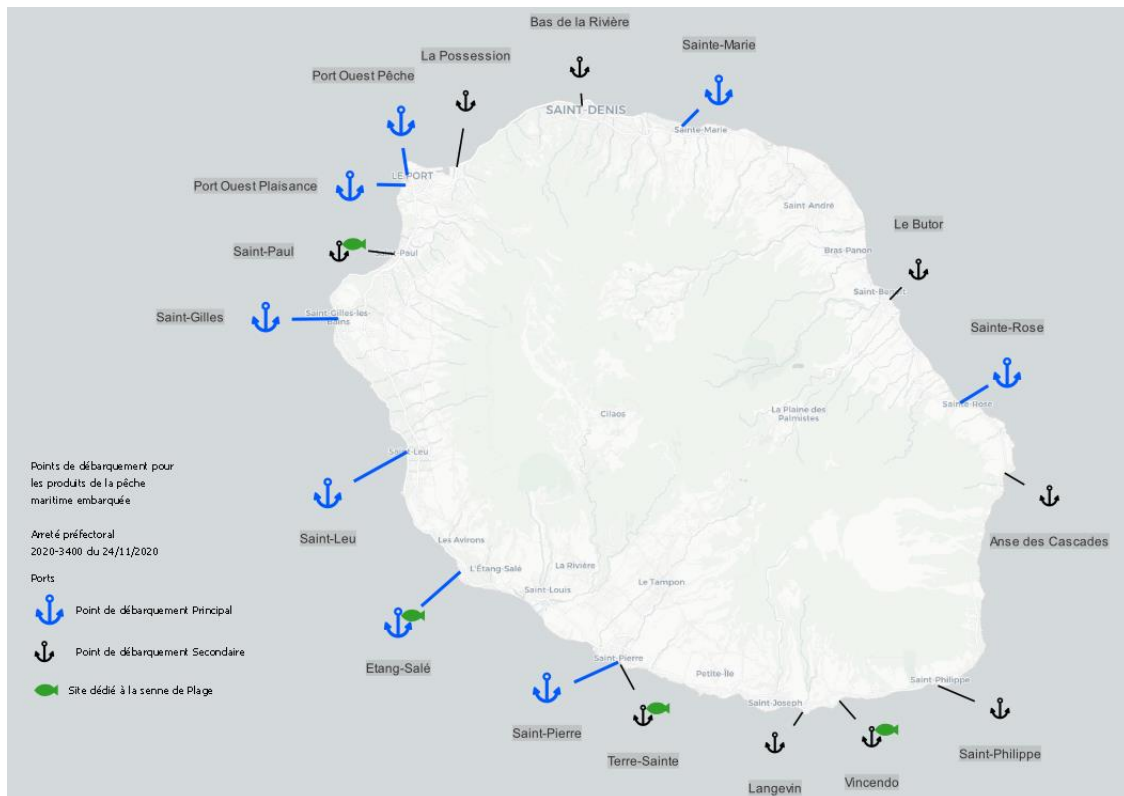 Bas de la Rivière
Sainte-Marie
La Possession
Port Ouest Pêche
SAINT-DENIS
Sainte-Marie
LE PORT
Port Ouest Plaisance
Saint-André
Le Butor
Saint-Paul
Saint-Paul
Bras-Panon
Saint-Benoît
Saint-Gilles
Saint-Gilles-les-
Bains
Sainte-Rose
Sainte-Rose
La Plaine des
Palmistes
Cilaos
Saint-Leu
Points de débarquement pour
les produits de la pêche
maritime embarquée
Arreté préfectoral
2020-3400 du 24/11/2020
Saint-Leu
Anse des Cascades
Les Avirons
L'Étang-Salé
La Rivière
Le Tampon
Saint-Louis
Ports
Point de débarquement Principal
Point de débarquement Secondaire
Site dédié à la senne de Plage
Etang-Salé
Saint-Pierre
Petite-Île
Saint-Philippe
Saint-Joseph
Saint-Pierre
Terre-Sainte
Langevin
Vincendo
Saint-Philippe